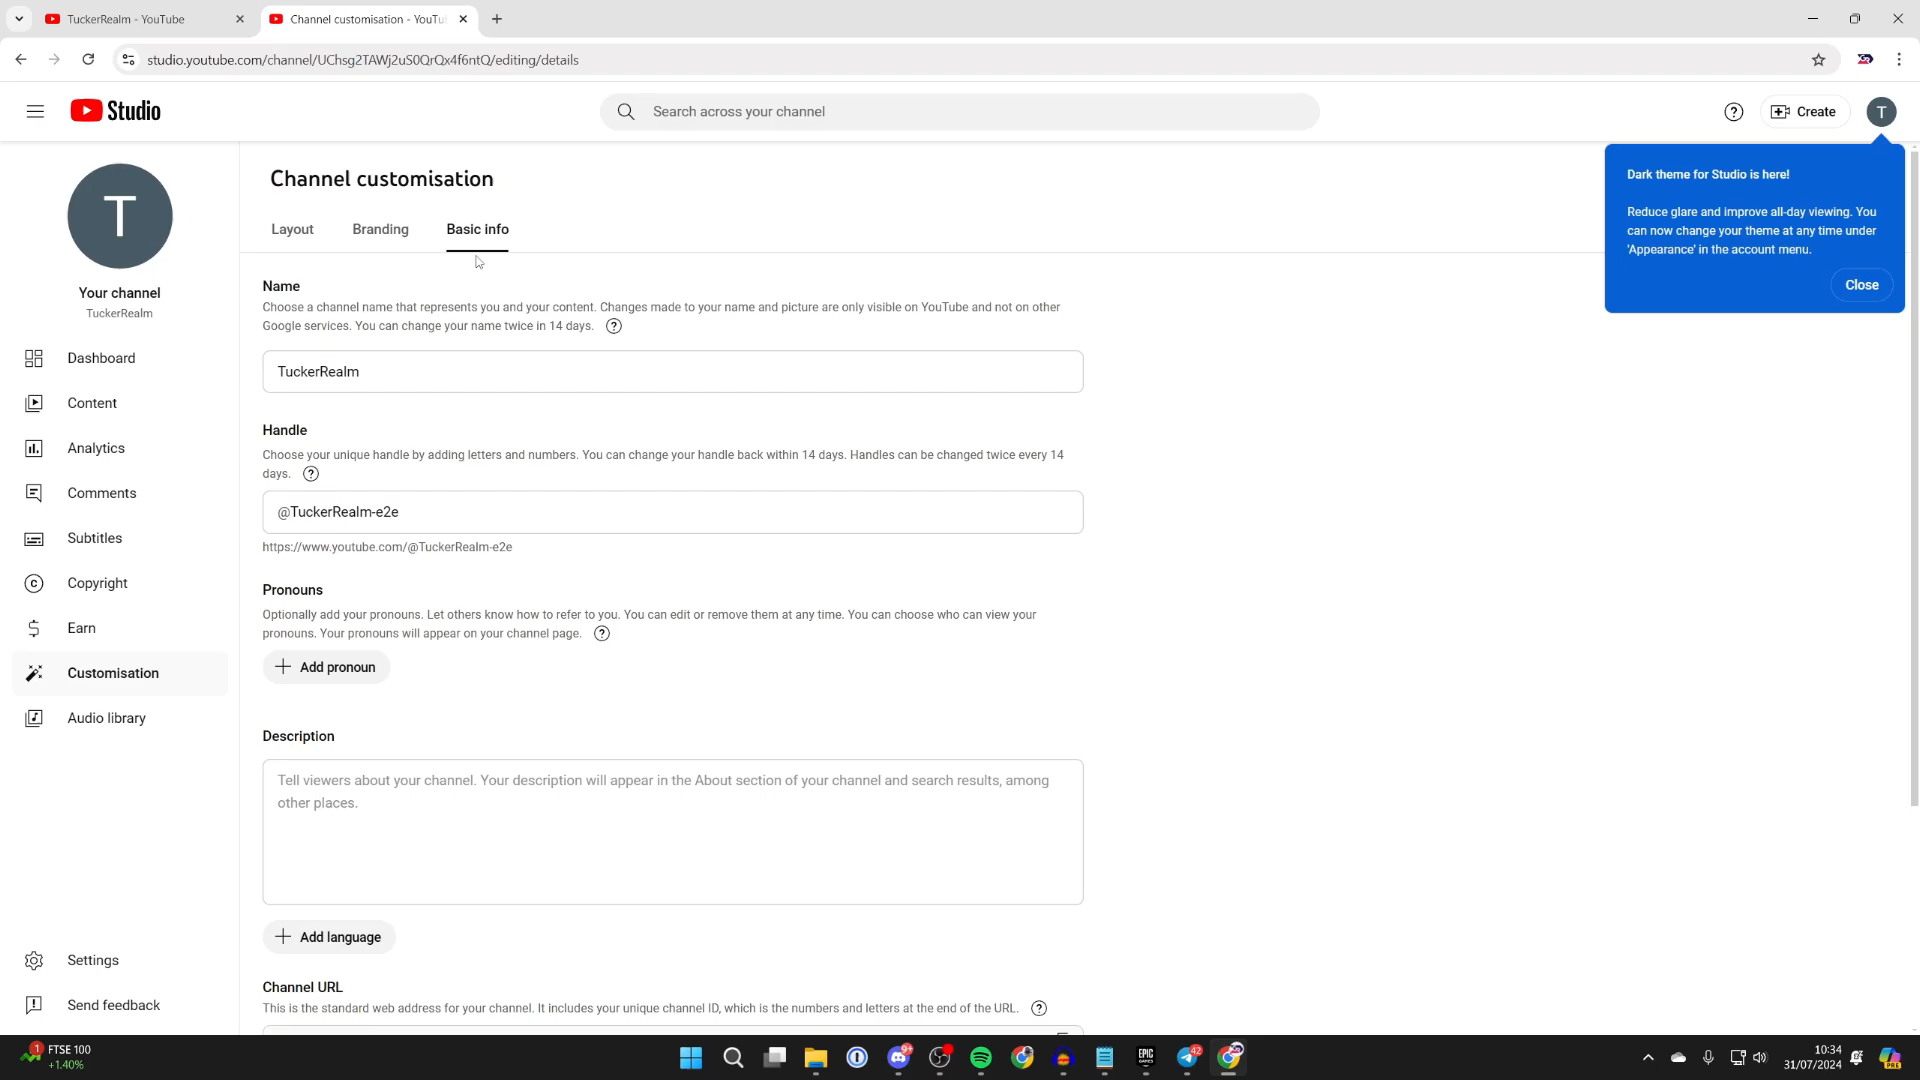 TuckerRealm - YouTube
Channel customisation - YouTu
studio.youtube.com/channel/UChsg2TAWj2uS0QrQx4f6ntQ/editing/details
Studio
Search across your channel
Create
T
T
Your channel
TuckerRealm
Dashboard
Content
Analytics
Comments
Subtitles
Copyright
Earn
Customisation
Audio library
Settings
Send feedback
Channel customisation
Layout
Branding
Basic info
Dark theme for Studio is here!
Reduce glare and improve all-day viewing. You
can now change your theme at any time under
'Appearance' in the account menu.
Close
Name
Choose a channel name that represents you and your content. Changes made to your name and picture are only visible on YouTube and not on other
Google services. You can change your name twice in 14 days.
TuckerRealm
Handle
Choose your unique handle by adding letters and numbers. You can change your handle back within 14 days. Handles can be changed twice every 14
days.
@TuckerRealm-e2e
https://www.youtube.com/@TuckerRealm-e2e
Pronouns
Optionally add your pronouns. Let others know how to refer to you. You can edit or remove them at any time. You can choose who can view your
pronouns. Your pronouns will appear on your channel page.
Add pronoun
Description
Tell viewers about your channel. Your description will appear in the About section of your channel and search results, among
other places.
Add language
Channel URL
This is the standard web address for your channel. It includes your unique channel ID, which is the numbers and letters at the end of the URL.
1
FTSE 100
+1.40%
9+
EPIC
GAMES
42
10:34
31/07/2024
PRE